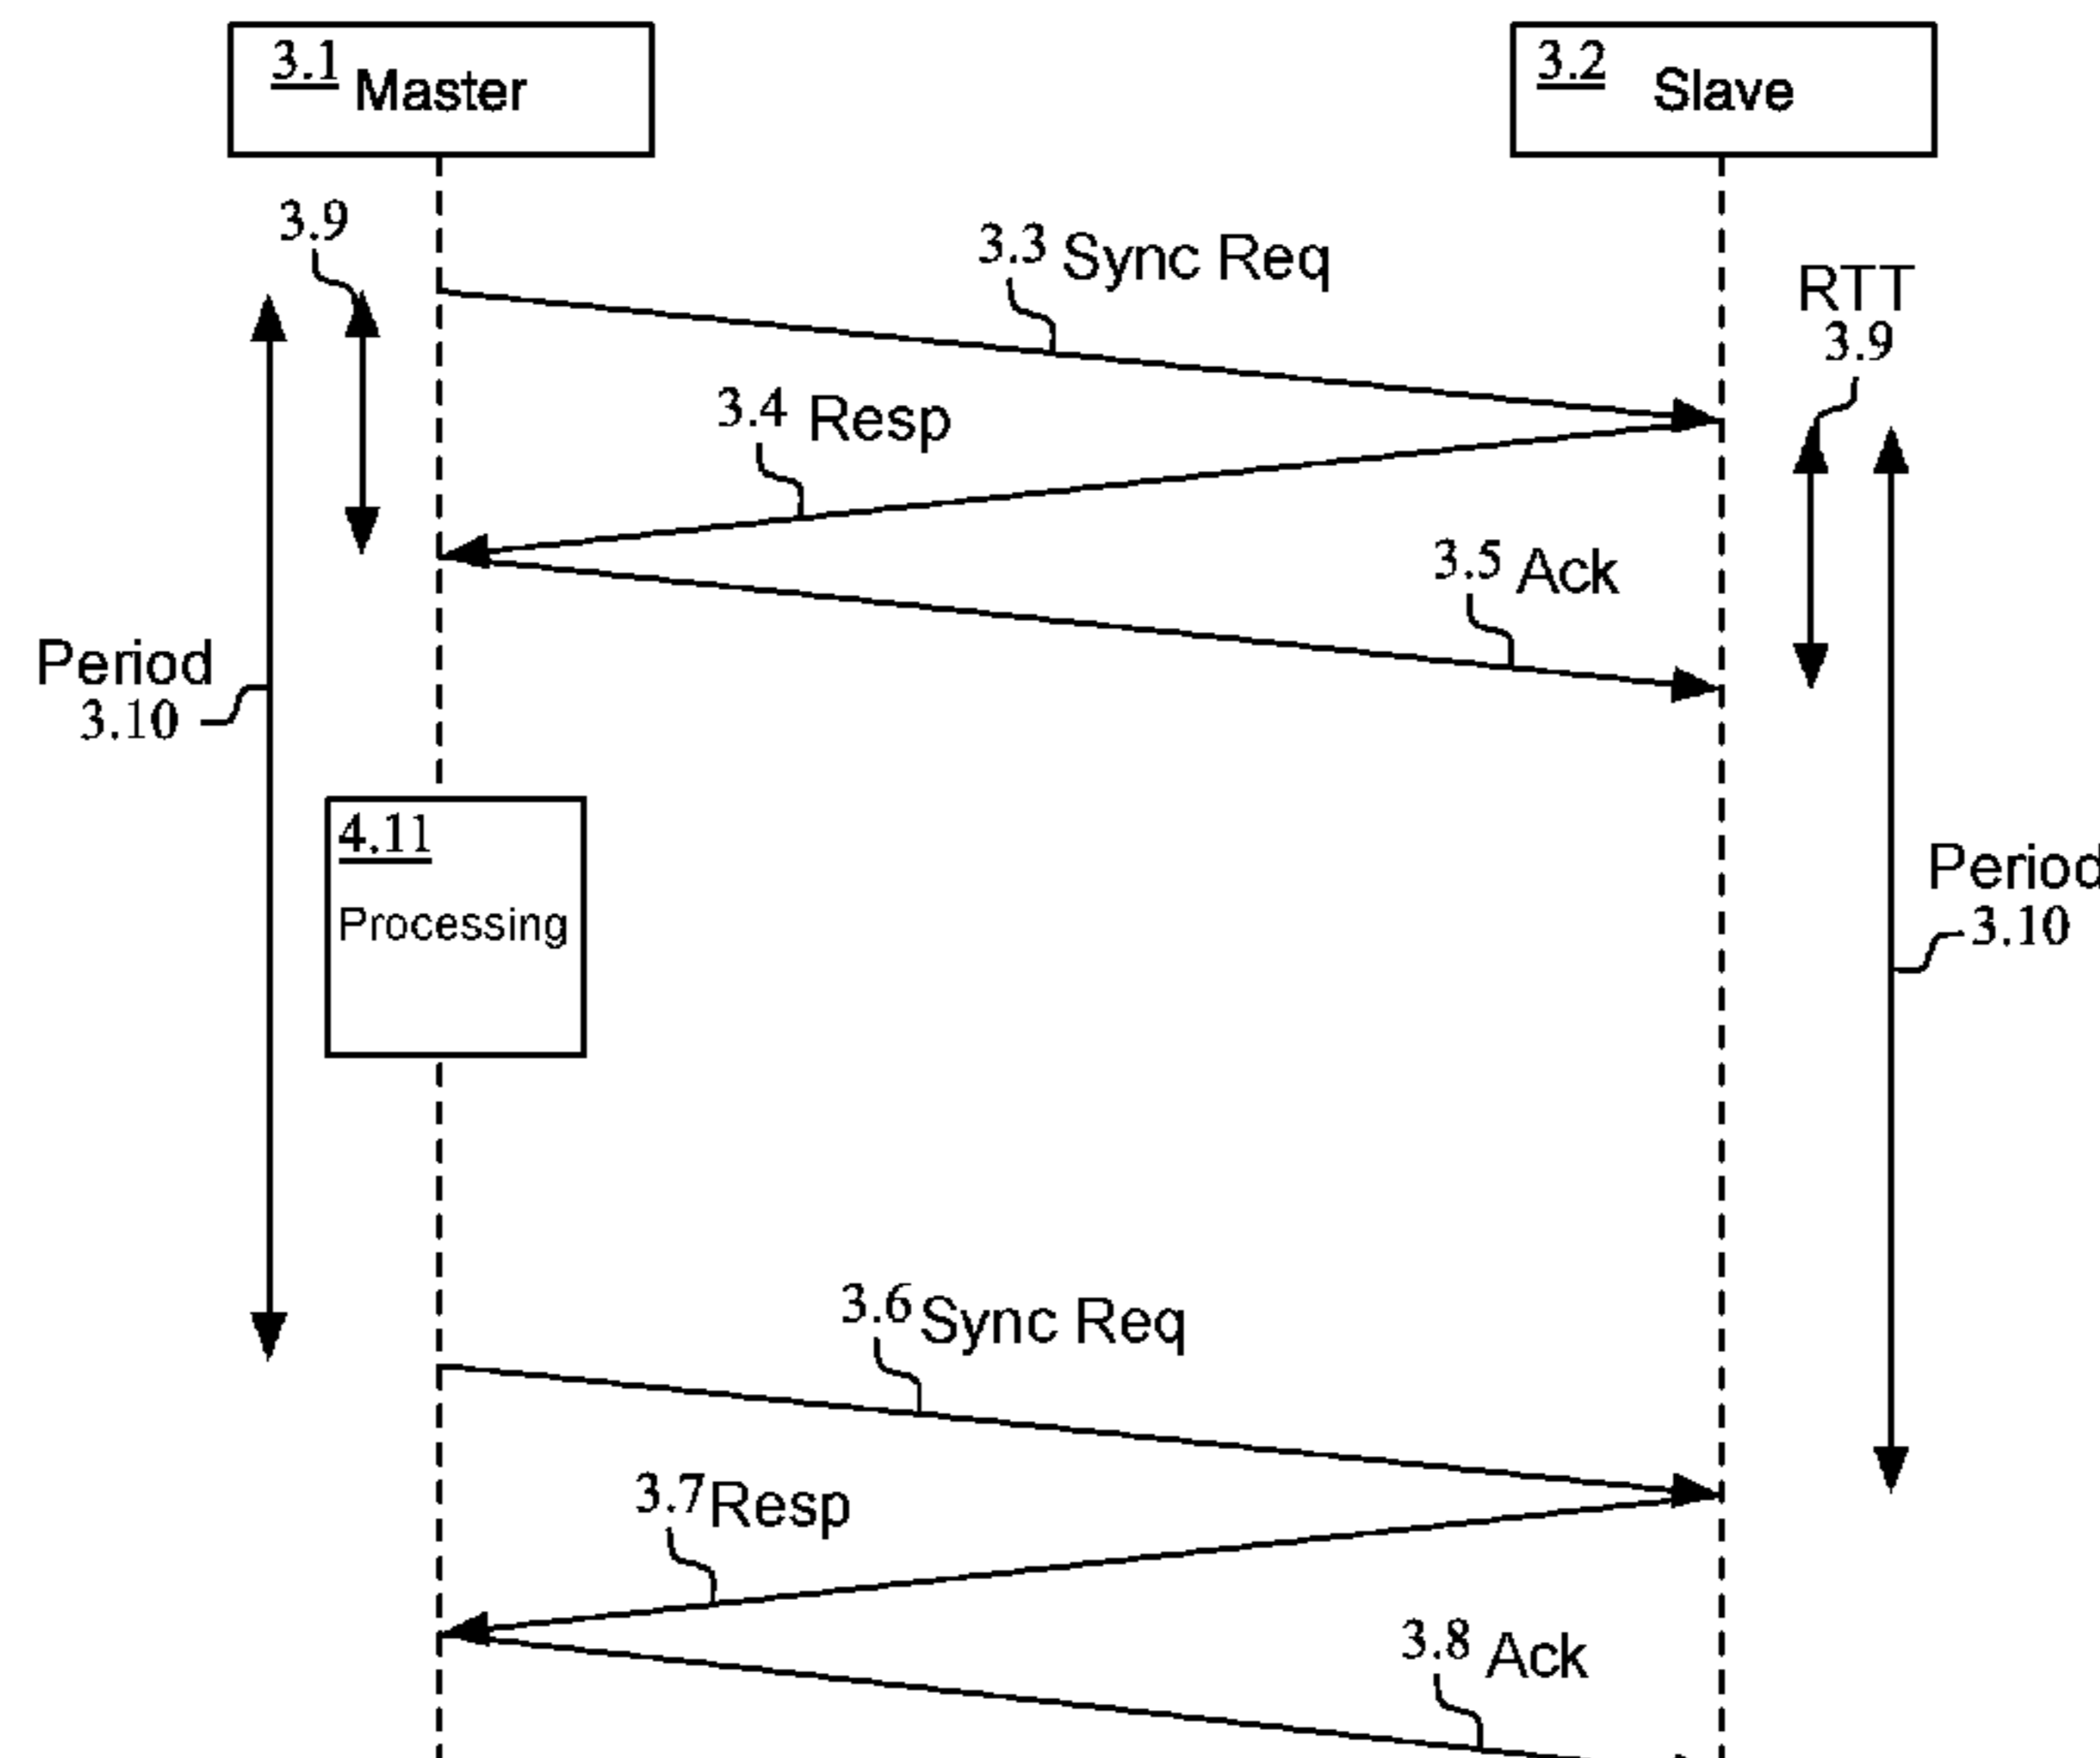 3.1 Master
3.2 Slave
3.9
3.3 Sync Req
RTT
3.9
3.4 Resp
3.5 Ack
Period
3.10
4.11
Processing
Period
3.10
3.6 Sync Req
3.7 Resp
3.8 Ack